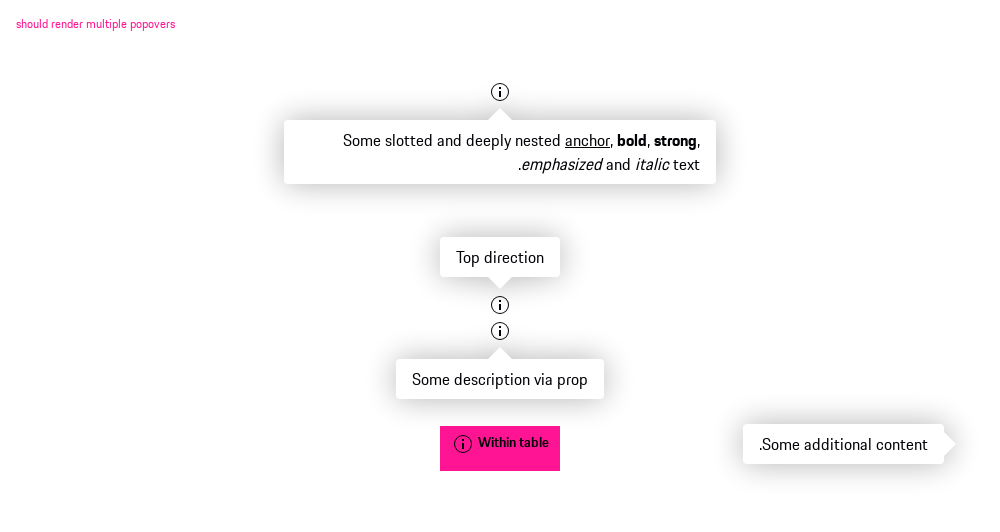 should render multiple popovers
Some slotted and deeply nested anchor, bold, strong,
.emphasized and italic text
Top direction
Some description via prop
Within table
.Some additional content